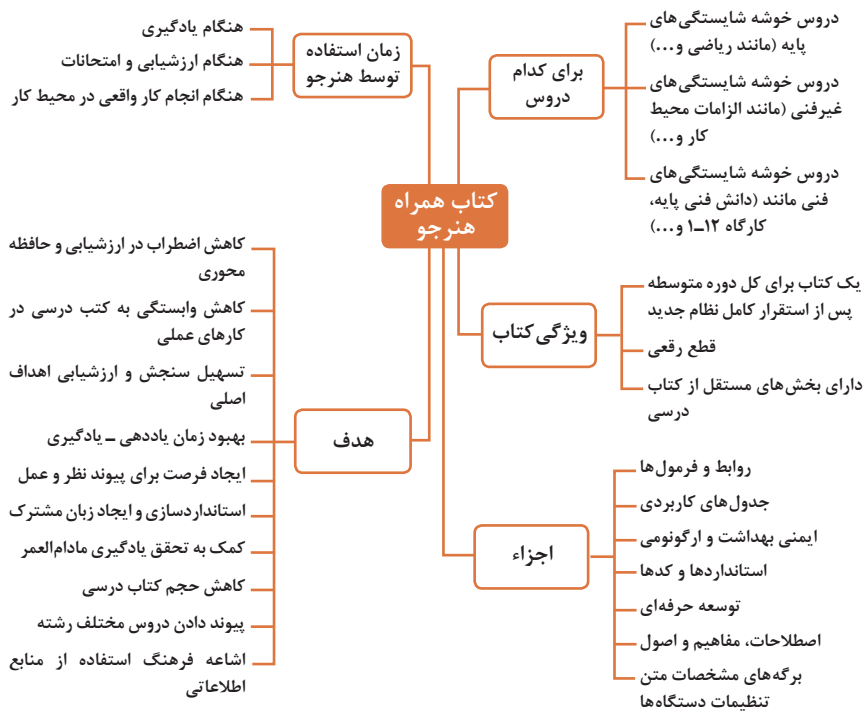 کتاب همراه
هنرجو
برای کدام
دروس
دروس خوشه شایستگی‌های
پایه (مانند ریاضی و...)
دروس خوشه شایستگی‌های
غیرفنی (مانند الزامات محیط
کار و...)
دروس خوشه شایستگی‌های
فنی مانند (دانش فنی پایه،
کارگاه ۱۲ـ۱ و...)
ویژگی کتاب
یک کتاب برای کل دوره متوسطه
پس از استقرار کامل نظام جدید
قطع رقعی
دارای بخش‌های مستقل از کتاب
درسی
اجزاء
روابط و فرمول‌ها
جدول‌های کاربردی
ایمنی بهداشت و ارگونومی
استانداردها و کدها
توسعه حرفه‌ای
اصطلاحات، مفاهیم و اصول
برگه‌های مشخصات متن
تنظیمات دستگاه‌ها
زمان استفاده
توسط هنرجو
هنگام یادگیری
هنگام ارزشیابی و امتحانات
هنگام انجام کار واقعی در محیط کار
هدف
کاهش اضطراب در ارزشیابی و حافظه
محوری
کاهش وابستگی به کتب درسی در
کارهای عملی
تسهیل سنجش و ارزشیابی اهداف
اصلی
بهبود زمان یاددهی ـ یادگیری
ایجاد فرصت برای پیوند نظر و عمل
استانداردسازی و ایجاد زبان مشترک
کمک به تحقق یادگیری مادام‌العمر
کاهش حجم کتاب درسی
پیوند دادن دروس مختلف رشته
اشاعه فرهنگ استفاده از منابع
اطلاعاتی